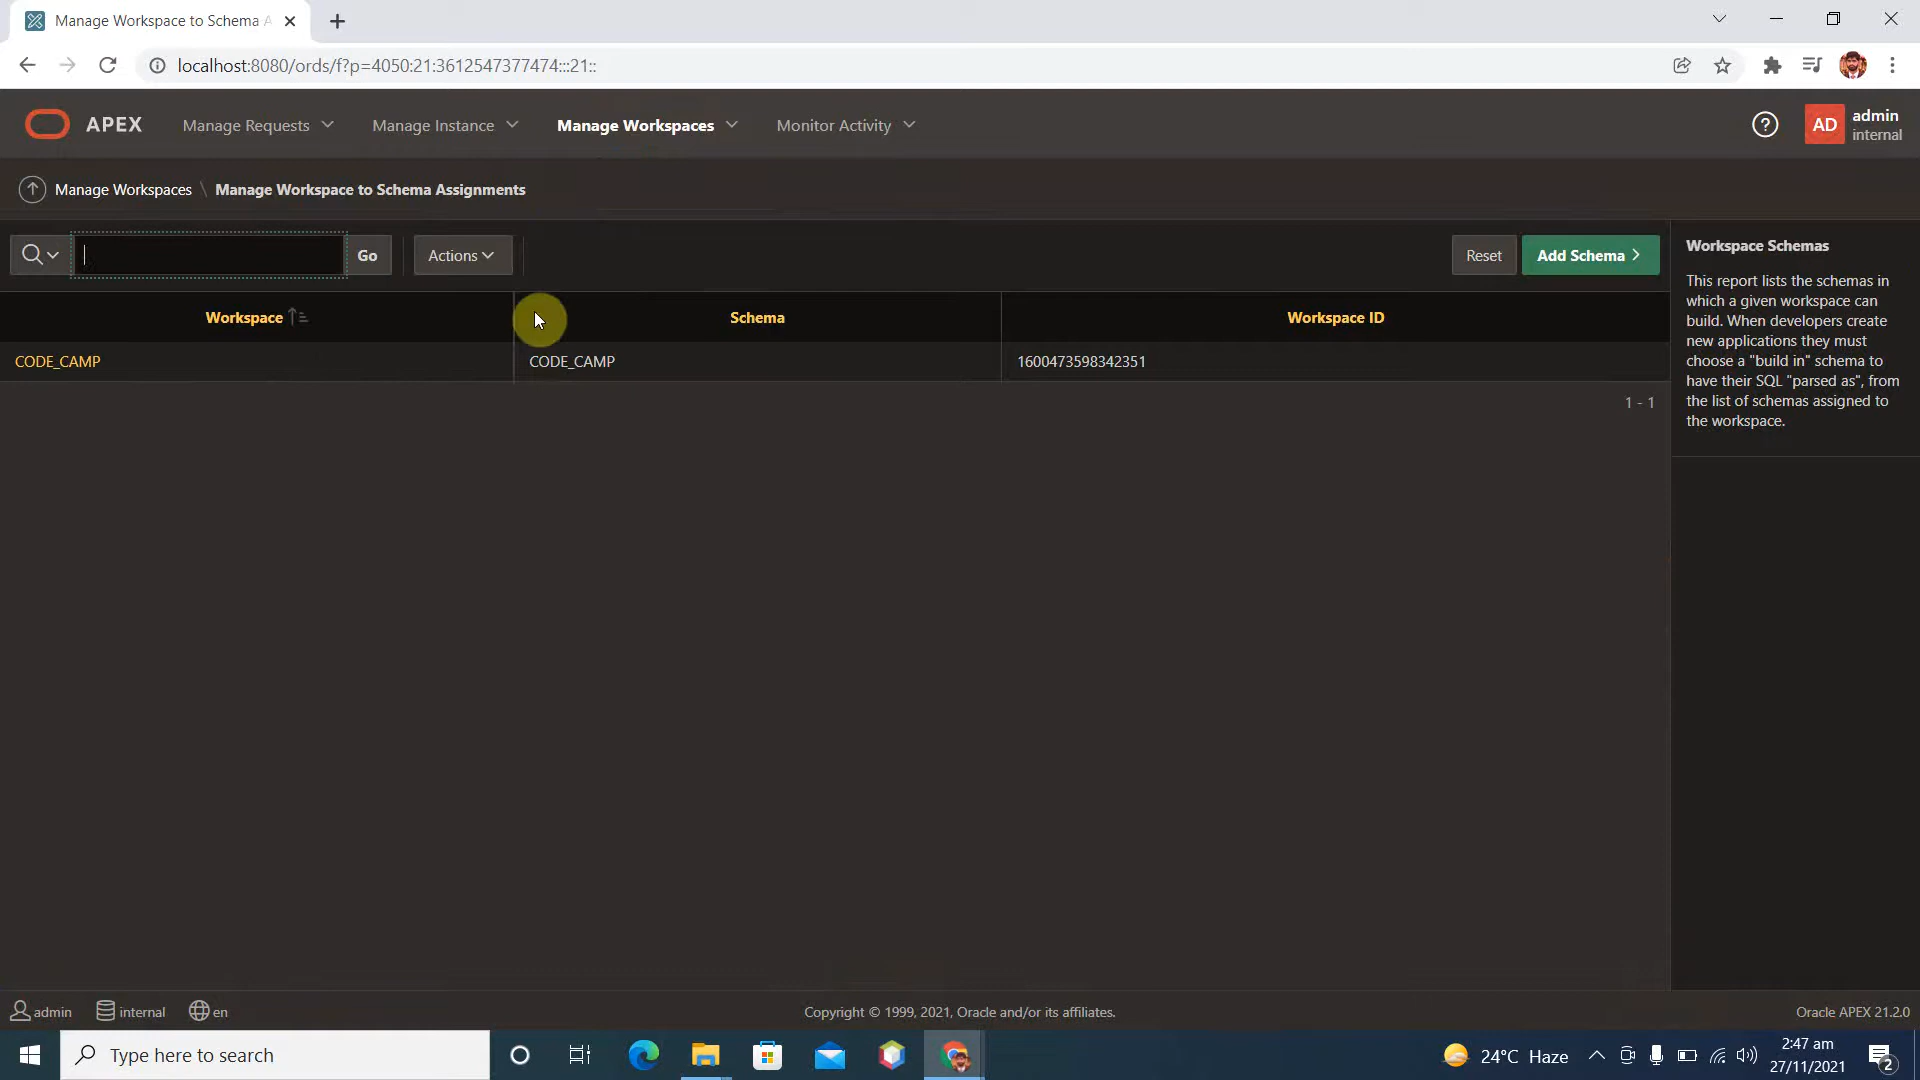 Manage Workspace to Schema A
localhost:8080/ords/f?p=4050:21:3612547377474:::21::
APEX
Manage Requests
Manage Instance
Manage Workspaces
Monitor Activity
AD
admin
internal
Manage Workspaces \ Manage Workspace to Schema Assignments
Go
Actions
Reset
Add Schema
Workspace
Schema
Workspace ID
CODE_CAMP
CODE_CAMP
1600473598342351
1 - 1
Workspace Schemas
This report lists the schemas in
which a given workspace can
build. When developers create
new applications they must
choose a "build in" schema to
have their SQL "parsed as", from
the list of schemas assigned to
the workspace.
admin
internal
en
Copyright © 1999, 2021, Oracle and/or its affiliates.
Oracle APEX 21.2.0
Type here to search
24°C Haze
2:47 am
27/11/2021
2